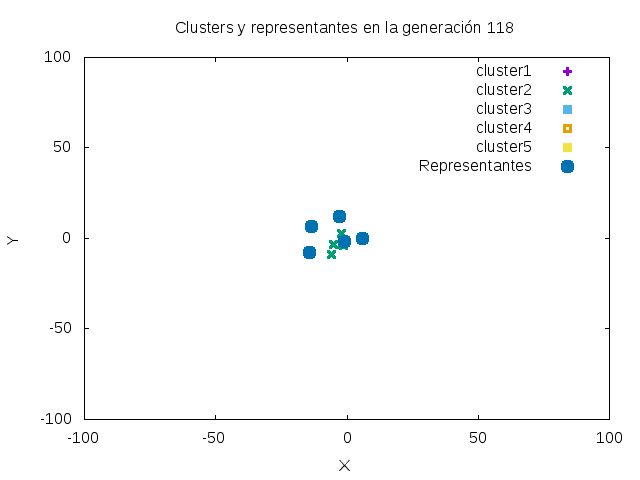 Clusters y representantes en la generación 118
100
50
0
-50
-100
-100
-50
0
50
100
Y
X
cluster1
cluster2
cluster3
cluster4
cluster5
Representantes